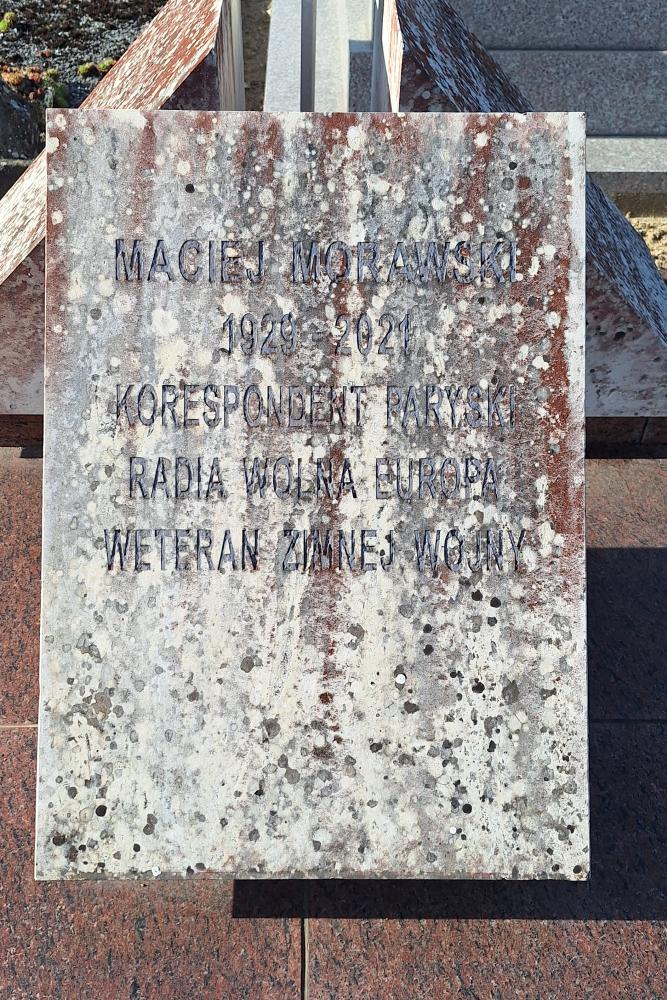 MACIEJ MORAWSKI
1929 - 2021
KORESPONDENT PARYSKI
RADIA WOLNA EUROPA
WETERAN ZIMNEJ WOJNY